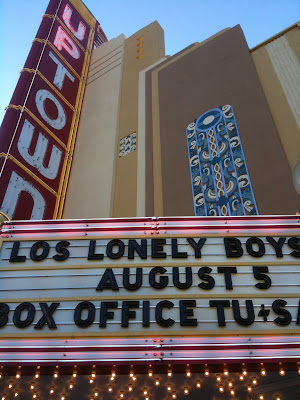 UPTOWN
LOS LONELY BOYS
AUGUST 5
BOX OFFICE TU-SA